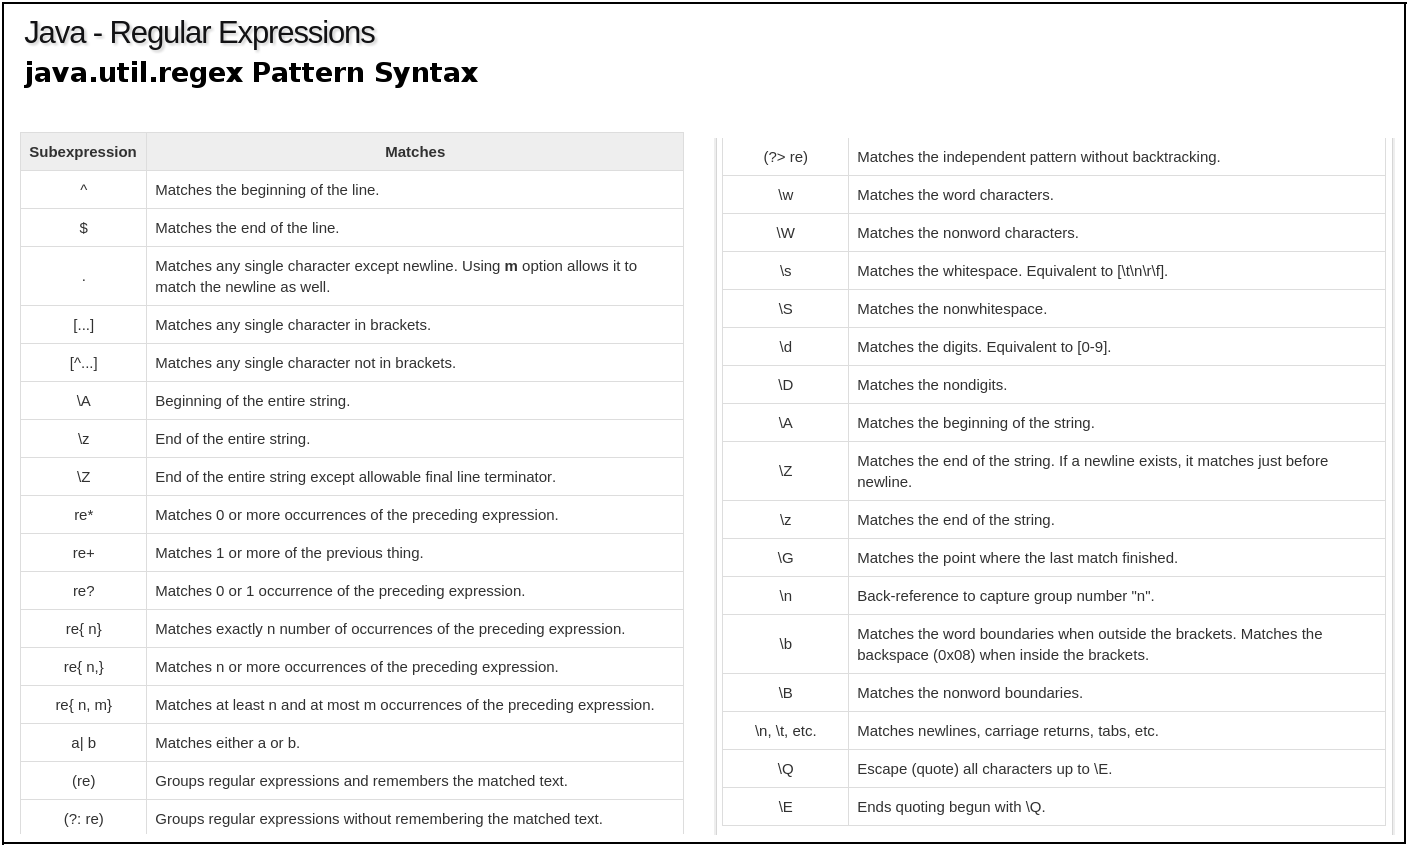 Java - Regular Expressions
java.util.regex Pattern Syntax
Subexpression Matches
^ Matches the beginning of the line.
$ Matches the end of the line.
. Matches any single character except newline. Using m option allows it to
match the newline as well.
[...] Matches any single character in brackets.
[^...] Matches any single character not in brackets.
\A Beginning of the entire string.
\z End of the entire string.
\Z End of the entire string except allowable final line terminator.
re* Matches 0 or more occurrences of the preceding expression.
re+ Matches 1 or more of the previous thing.
re? Matches 0 or 1 occurrence of the preceding expression.
re{ n} Matches exactly n number of occurrences of the preceding expression.
re{ n,} Matches n or more occurrences of the preceding expression.
re{ n, m} Matches at least n and at most m occurrences of the preceding expression.
a| b Matches either a or b.
(re) Groups regular expressions and remembers the matched text.
(?: re) Groups regular expressions without remembering the matched text.
(?> re) Matches the independent pattern without backtracking.
\w Matches the word characters.
\W Matches the nonword characters.
\s Matches the whitespace. Equivalent to [\t\n\r\f].
\S Matches the nonwhitespace.
\d Matches the digits. Equivalent to [0-9].
\D Matches the nondigits.
\A Matches the beginning of the string.
\Z Matches the end of the string. If a newline exists, it matches just before
newline.
\z Matches the end of the string.
\G Matches the point where the last match finished.
\n Back-reference to capture group number "n".
\b Matches the word boundaries when outside the brackets. Matches the
backspace (0x08) when inside the brackets.
\B Matches the nonword boundaries.
\n, \t, etc. Matches newlines, carriage returns, tabs, etc.
\Q Escape (quote) all characters up to \E.
\E Ends quoting begun with \Q.